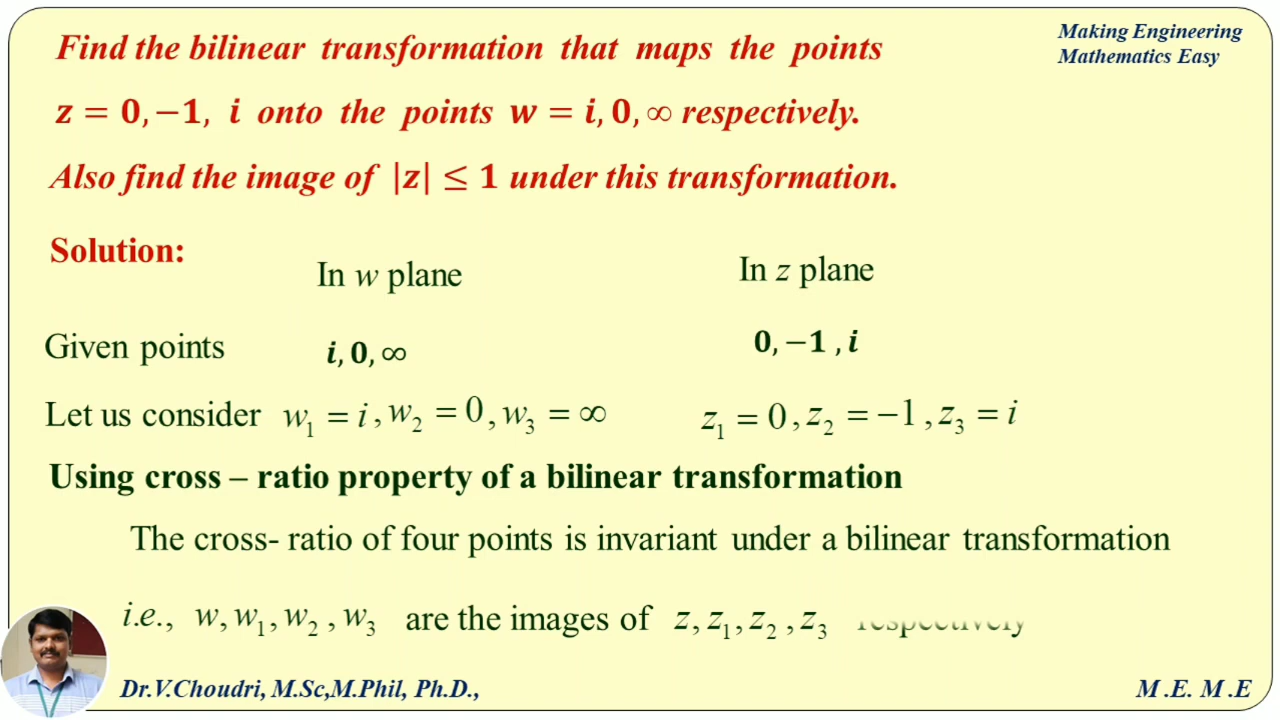 Find the bilinear transformation that maps the points
z = 0, −1, i onto the points w = i, 0, ∞ respectively.
Also find the image of |z| ≤ 1 under this transformation.
Making Engineering
Mathematics Easy
Solution:
In w plane
In z plane
Given points
i, 0, ∞
0, −1 , i
Let us consider w₁ = i , w₂ = 0 , w₃ = ∞
z₁ = 0 , z₂ = −1 , z₃ = i
Using cross – ratio property of a bilinear transformation
The cross- ratio of four points is invariant under a bilinear transformation
i.e., w, w₁, w₂ , w₃ are the images of z, z₁, z₂ , z₃ respectively
Dr.V.Choudri, M.Sc,M.Phil, Ph.D.,
M .E. M .E